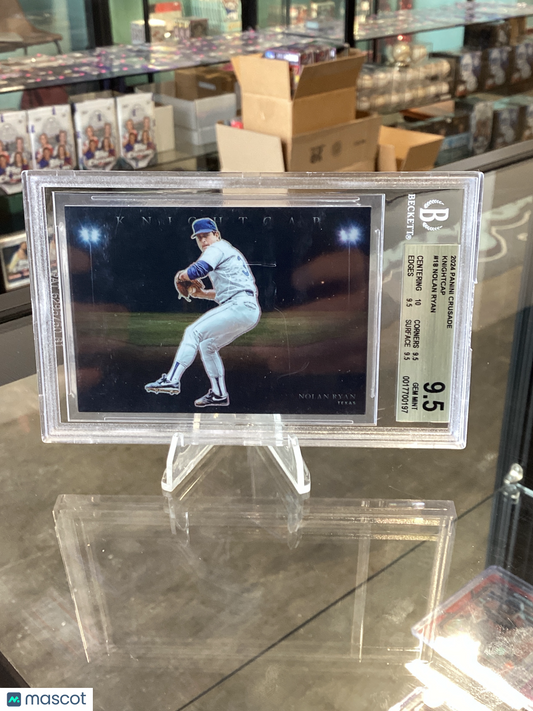 KNIGHTCAP
NOLAN RYAN
TEXAS
BECKETT
B
2024 PANINI CRUSADE
KNIGHTCAP
#18 NOLAN RYAN
CENTERING 10 CORNERS 9.5
EDGES 9.5 SURFACE 9.5
9.5
GEM MINT
0017700197
mascot